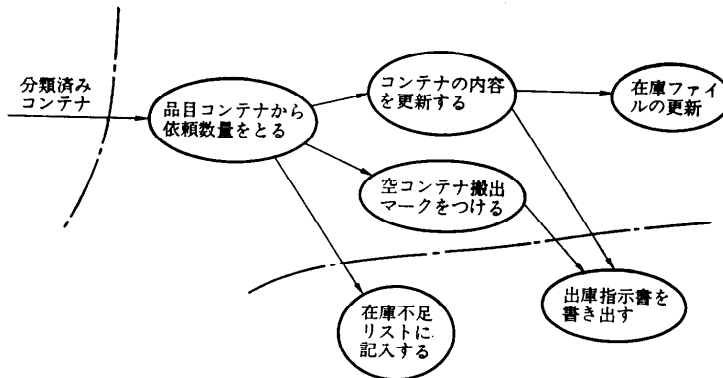 分類済み
コンテナ
品目コンテナから
依頼数量をとる
コンテナの内容
を更新する
在庫ファイ
ルの更新
空コンテナ搬出
マークをつける
在庫不足
リストに
記入する
出庫指示書を
書き出す